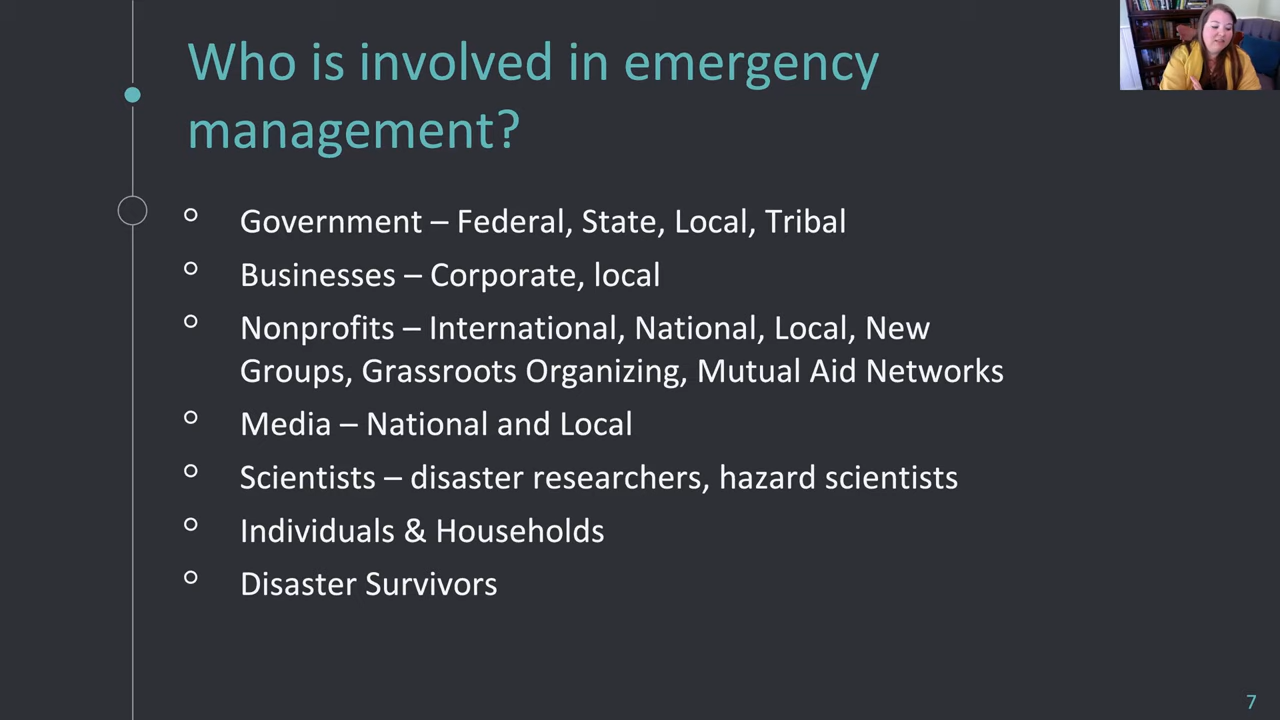 Who is involved in emergency
management?
Government – Federal, State, Local, Tribal
Businesses – Corporate, local
Nonprofits – International, National, Local, New
Groups, Grassroots Organizing, Mutual Aid Networks
Media – National and Local
Scientists – disaster researchers, hazard scientists
Individuals & Households
Disaster Survivors
7